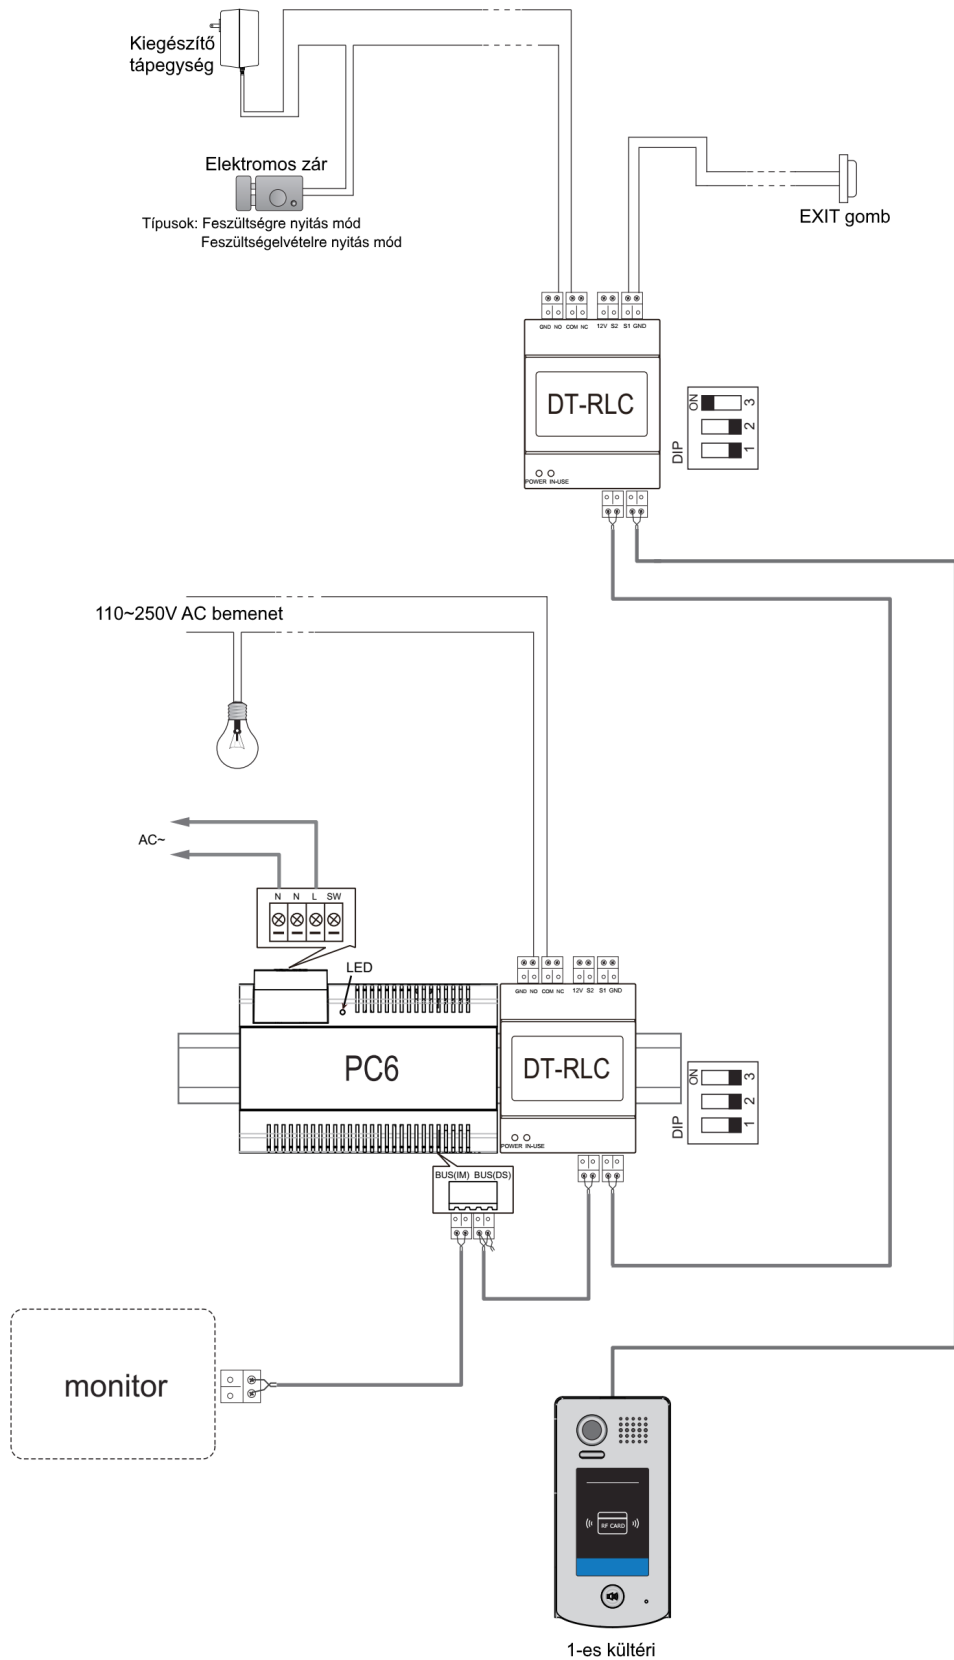 Kiegészítő
tápegység
Elektromos zár
Típusok: Feszültségre nyitás mód
Feszültségelvételre nyitás mód
EXIT gomb
GND NO COM NC 12V S2 S1 GND
DT-RLC
POWER IN-USE
ON
DIP
1 2 3
110~250V AC bemenet
AC~
N N L SW
LED
PC6
GND NO COM NC 12V S2 S1 GND
DT-RLC
POWER IN-USE
ON
DIP
1 2 3
BUS(IM) BUS(DS)
monitor
RF CARD
1-es kültéri